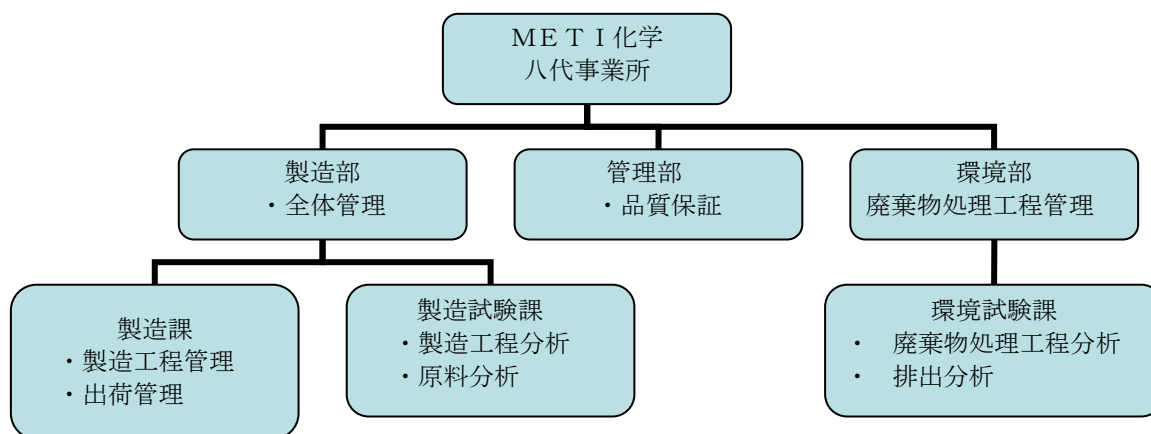 ＭＥＴＩ化学
八代事業所
製造部
・全体管理
管理部
・品質保証
環境部
廃棄物処理工程管理
製造課
・製造工程管理
・出荷管理
製造試験課
・製造工程分析
・原料分析
環境試験課
・ 廃棄物処理工程分析
・ 排出分析